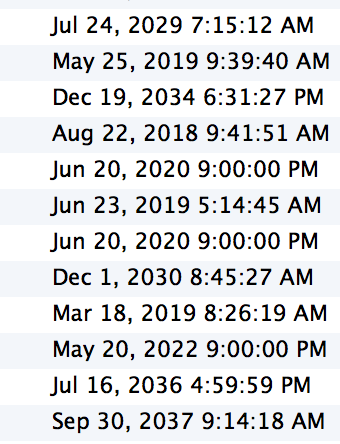 Jul 24, 2029 7:15:12 AM
May 25, 2019 9:39:40 AM
Dec 19, 2034 6:31:27 PM
Aug 22, 2018 9:41:51 AM
Jun 20, 2020 9:00:00 PM
Jun 23, 2019 5:14:45 AM
Jun 20, 2020 9:00:00 PM
Dec 1, 2030 8:45:27 AM
Mar 18, 2019 8:26:19 AM
May 20, 2022 9:00:00 PM
Jul 16, 2036 4:59:59 PM
Sep 30, 2037 9:14:18 AM